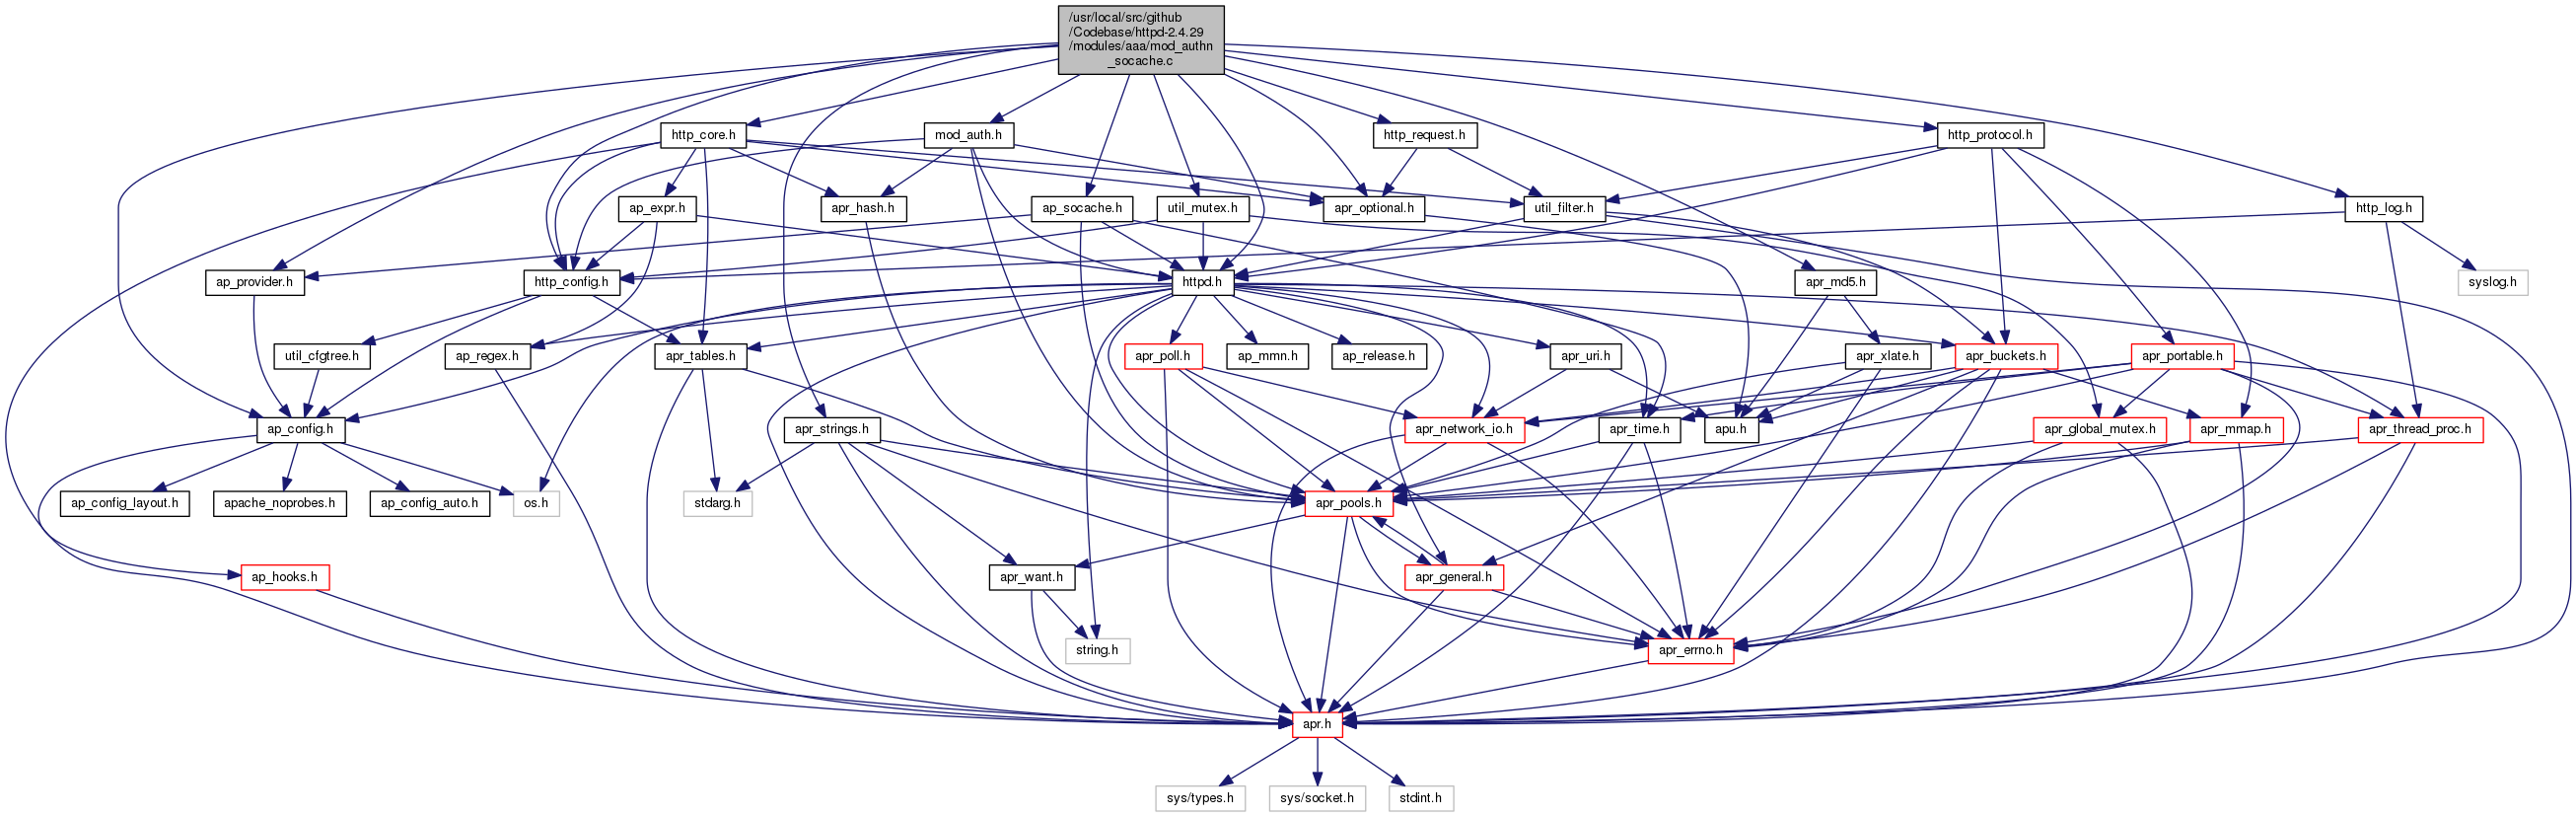 /usr/local/src/github
/Codebase/httpd-2.4.29
/modules/aaa/mod_authn
_socache.c
http_core.h
mod_auth.h
http_request.h
http_protocol.h
ap_expr.h
apr_hash.h
ap_socache.h
util_mutex.h
apr_optional.h
util_filter.h
http_log.h
ap_provider.h
http_config.h
httpd.h
apr_md5.h
syslog.h
util_cfgtree.h
ap_regex.h
apr_tables.h
apr_poll.h
ap_mmn.h
ap_release.h
apr_uri.h
apr_xlate.h
apr_buckets.h
apr_portable.h
ap_config.h
apr_strings.h
apr_network_io.h
apr_time.h
apu.h
apr_global_mutex.h
apr_mmap.h
apr_thread_proc.h
ap_config_layout.h
apache_noprobes.h
ap_config_auto.h
os.h
stdarg.h
apr_pools.h
ap_hooks.h
apr_want.h
apr_general.h
string.h
apr_errno.h
apr.h
sys/types.h
sys/socket.h
stdint.h